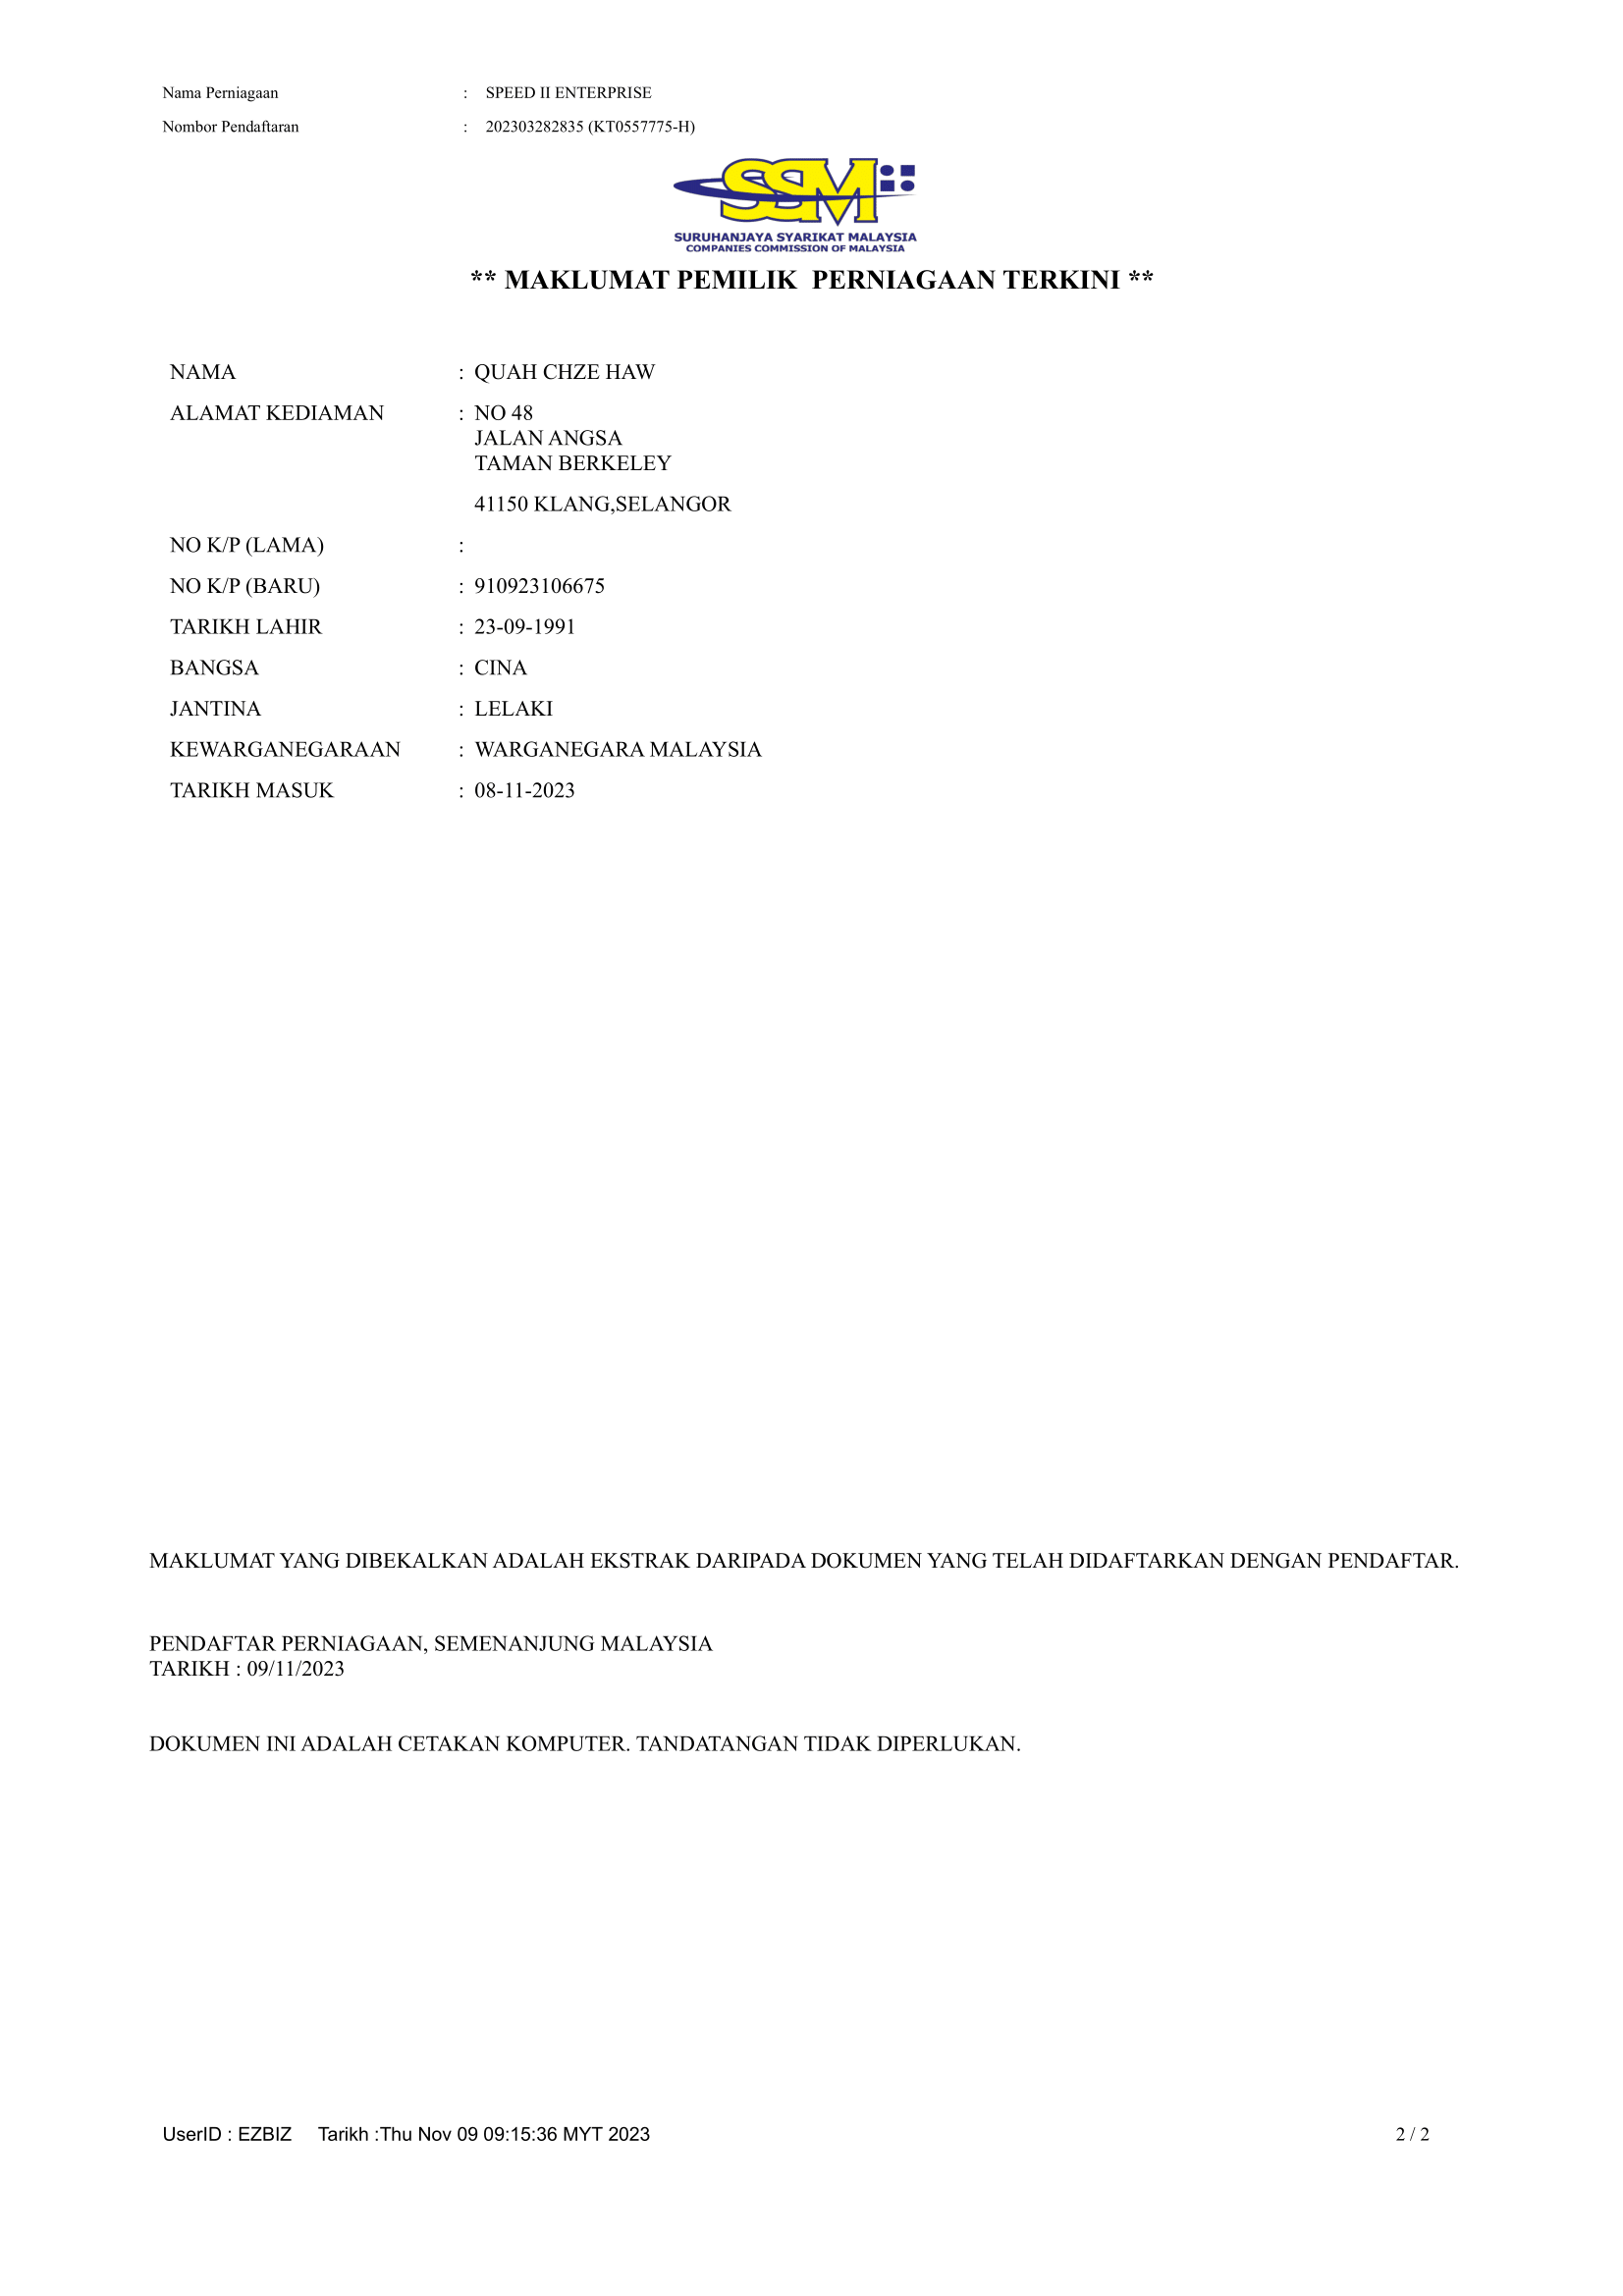 Nama Perniagaan : SPEED II ENTERPRISE
Nombor Pendaftaran : 202303282835 (KT0557775-H)
SSM
SURUHANJAYA SYARIKAT MALAYSIA
COMPANIES COMMISSION OF MALAYSIA
** MAKLUMAT PEMILIK PERNIAGAAN TERKINI **
NAMA : QUAH CHZE HAW
ALAMAT KEDIAMAN : NO 48
JALAN ANGSA
TAMAN BERKELEY
41150 KLANG,SELANGOR
NO K/P (LAMA) :
NO K/P (BARU) : 910923106675
TARIKH LAHIR : 23-09-1991
BANGSA : CINA
JANTINA : LELAKI
KEWARGANEGARAAN : WARGANEGARA MALAYSIA
TARIKH MASUK : 08-11-2023
MAKLUMAT YANG DIBEKALKAN ADALAH EKSTRAK DARIPADA DOKUMEN YANG TELAH DIDAFTARKAN DENGAN PENDAFTAR.
PENDAFTAR PERNIAGAAN, SEMENANJUNG MALAYSIA
TARIKH : 09/11/2023
DOKUMEN INI ADALAH CETAKAN KOMPUTER. TANDATANGAN TIDAK DIPERLUKAN.
UserID : EZBIZ Tarikh :Thu Nov 09 09:15:36 MYT 2023 2 / 2